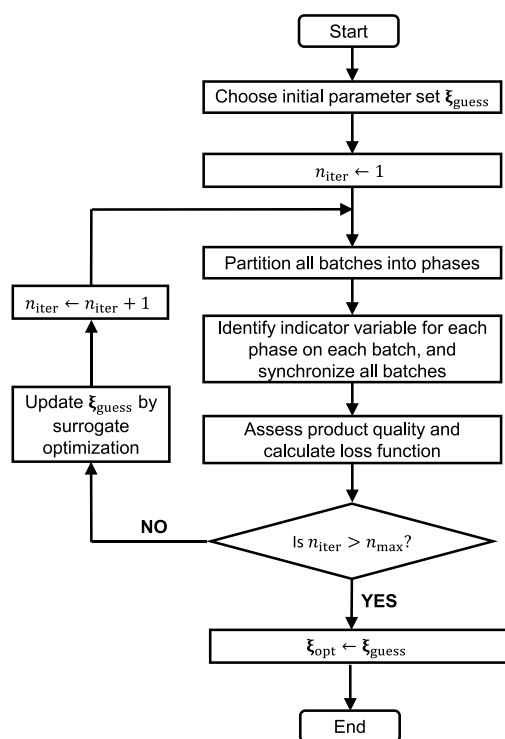 Start
Choose initial parameter set ξguess
niter ← 1
Partition all batches into phases
niter ← niter + 1
Identify indicator variable for each
phase on each batch, and
synchronize all batches
Update ξguess by
surrogate
optimization
Assess product quality and
calculate loss function
NO
Is niter > nmax?
YES
ξopt ← ξguess
End